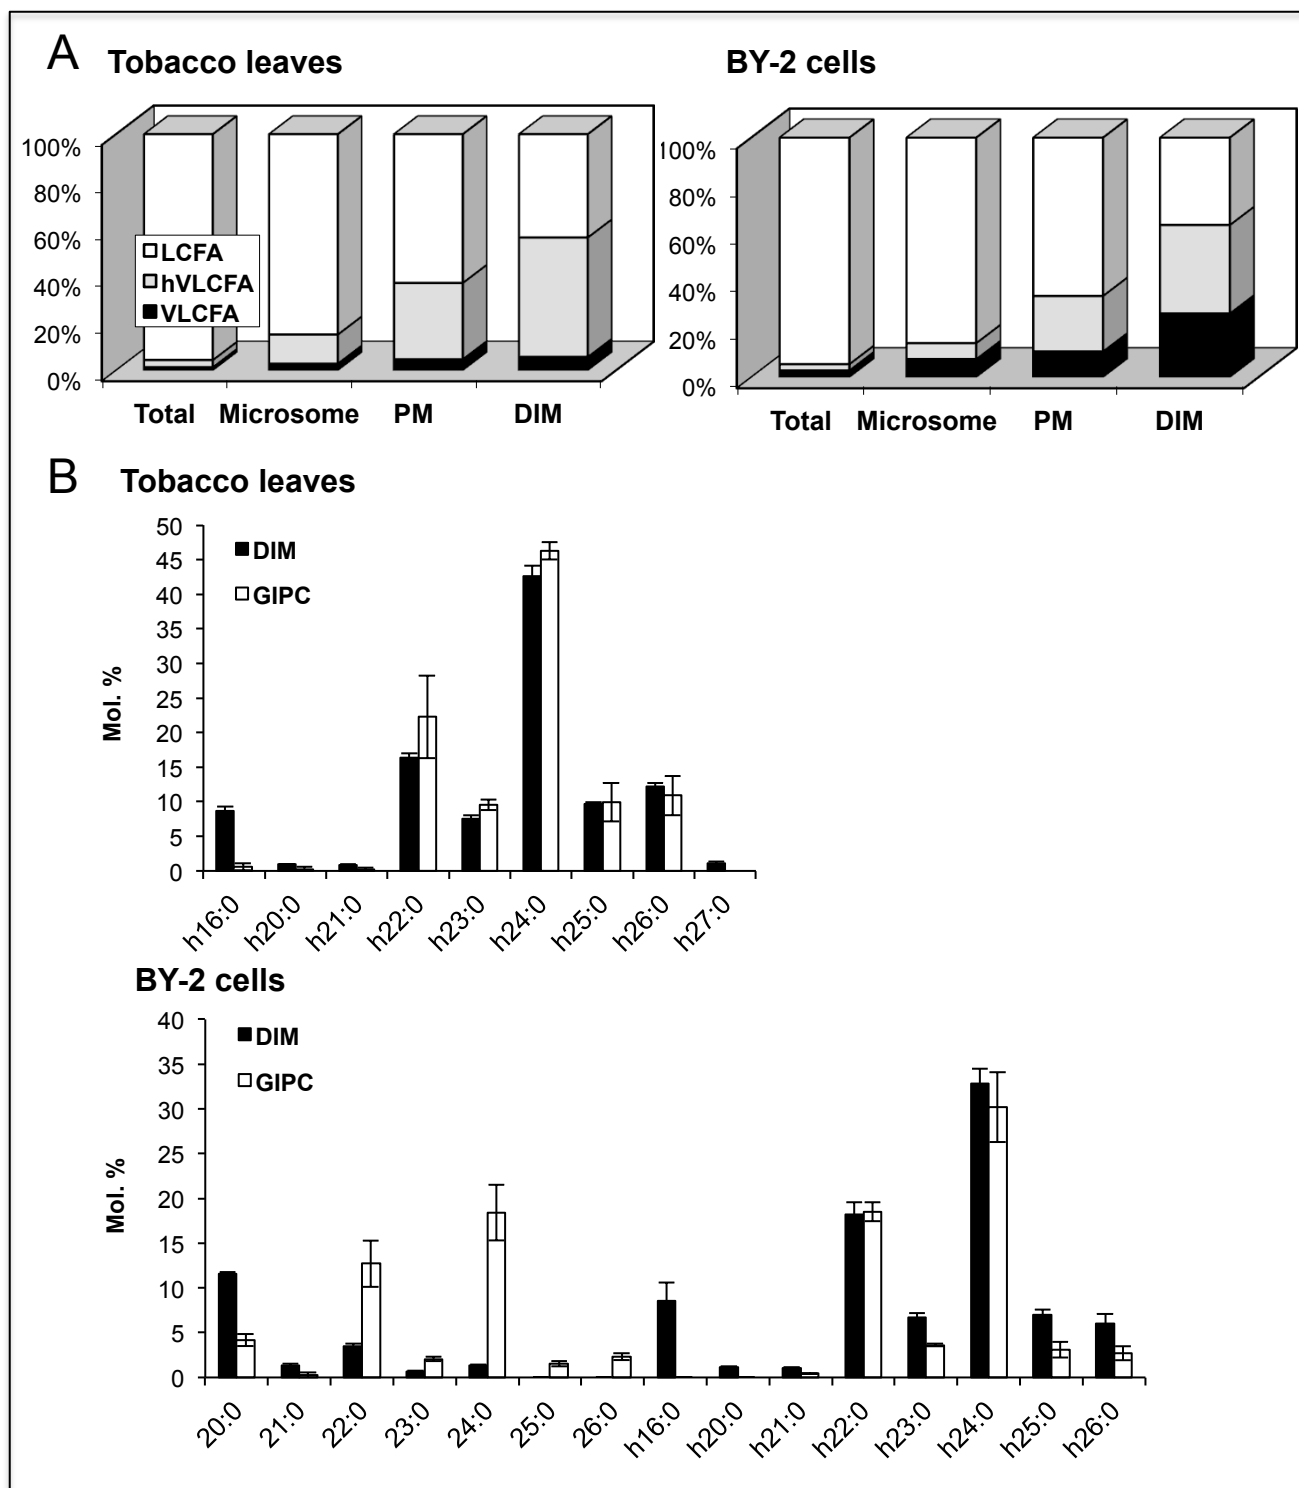 A
Tobacco leaves
BY-2 cells
100%
80%
60%
40%
20%
0%
LCFA
hVLCFA
VLCFA
Total Microsome PM DIM
100%
80%
60%
40%
20%
0%
Total Microsome PM DIM
B
Tobacco leaves
50
45
40
35
30
25
20
15
10
5
0
Mol. %
DIM
GIPC
h16:0 h20:0 h21:0 h22:0 h23:0 h24:0 h25:0 h26:0 h27:0
BY-2 cells
40
35
30
25
20
15
10
5
0
Mol. %
DIM
GIPC
20:0 21:0 22:0 23:0 24:0 25:0 26:0 h16:0 h20:0 h21:0 h22:0 h23:0 h24:0 h25:0 h26:0